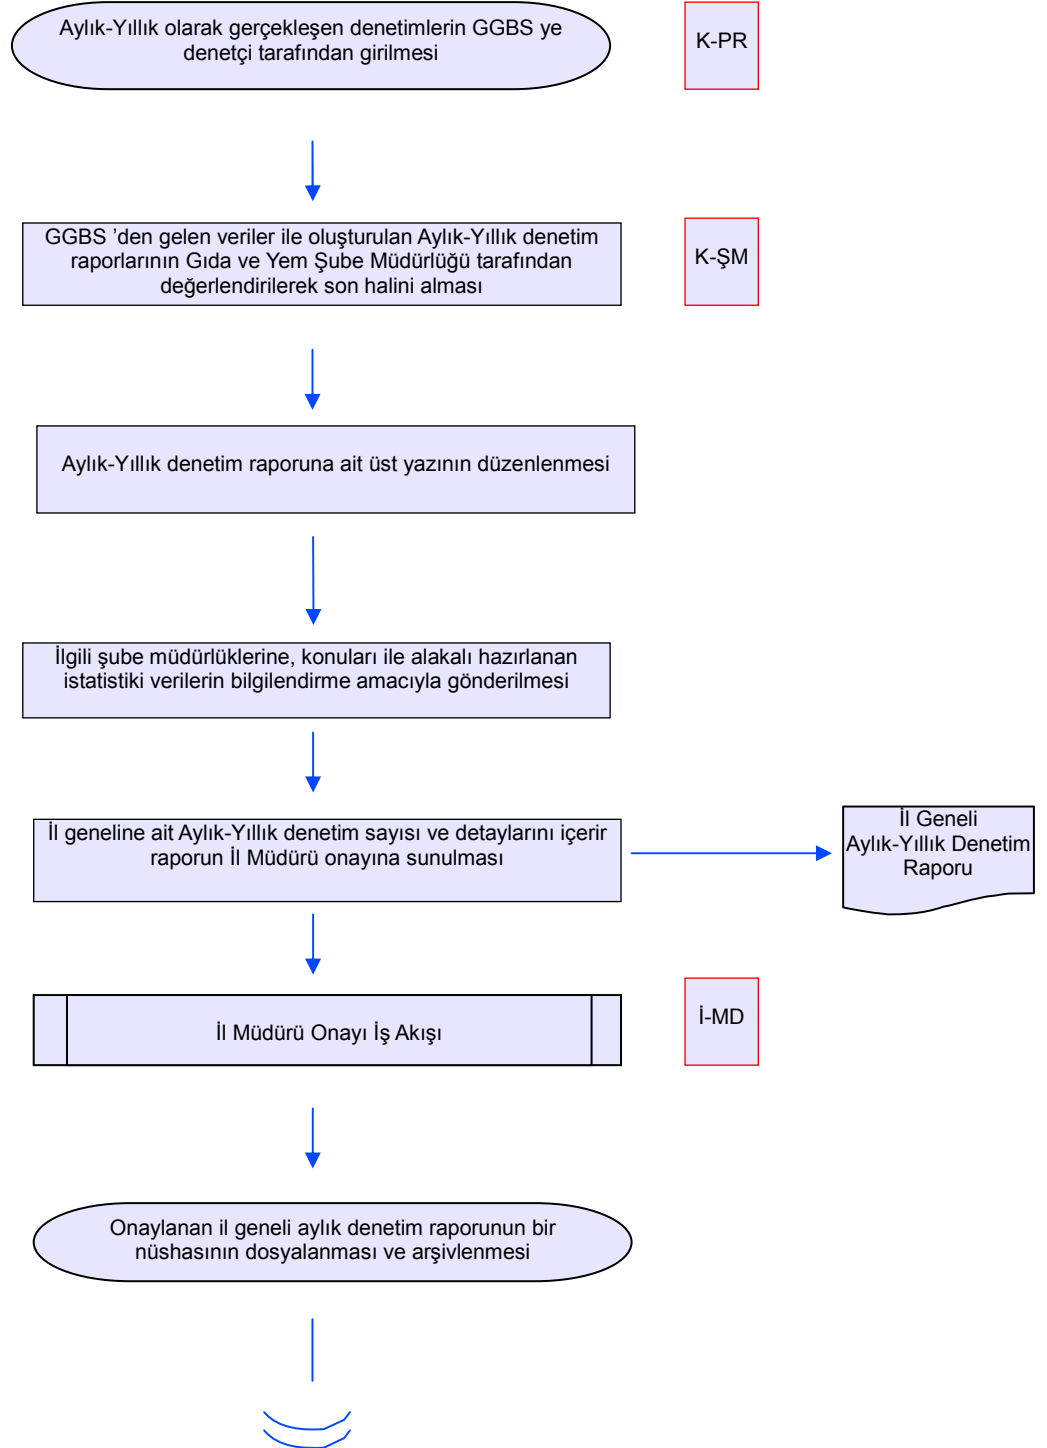 Aylık-Yıllık olarak gerçekleşen denetimlerin GGBS ye
denetçi tarafından girilmesi
K-PR
GGBS ’den gelen veriler ile oluşturulan Aylık-Yıllık denetim
raporlarının Gıda ve Yem Şube Müdürlüğü tarafından
değerlendirilerek son halini alması
K-ŞM
Aylık-Yıllık denetim raporuna ait üst yazının düzenlenmesi
İlgili şube müdürlüklerine, konuları ile alakalı hazırlanan
istatistiki verilerin bilgilendirme amacıyla gönderilmesi
İl geneline ait Aylık-Yıllık denetim sayısı ve detaylarını içerir
raporun İl Müdürü onayına sunulması
İl Geneli
Aylık-Yıllık Denetim
Raporu
İl Müdürü Onayı İş Akışı
İ-MD
Onaylanan il geneli aylık denetim raporunun bir
nüshasının dosyalanması ve arşivlenmesi